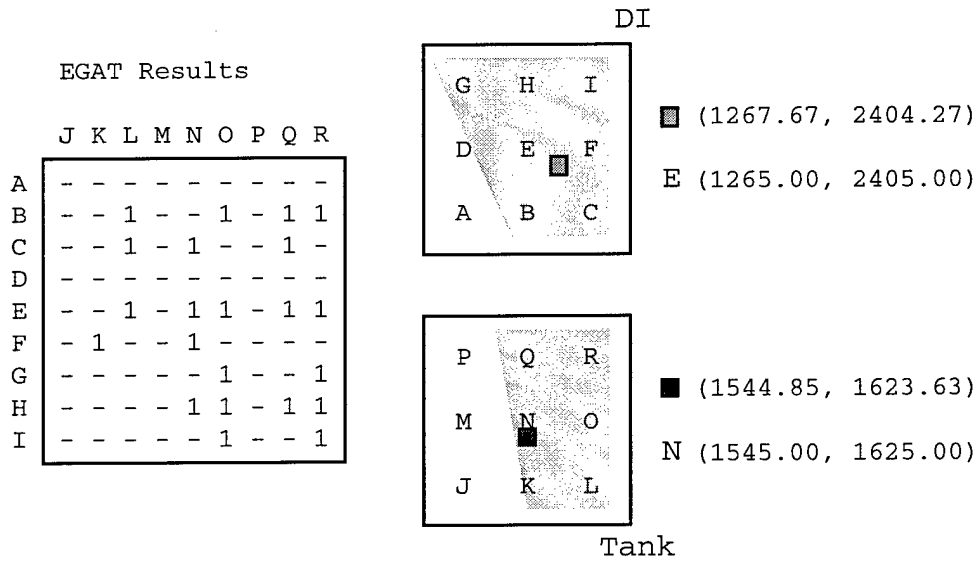 EGAT Results
J K L M N O P Q R
A - - - - - - - - -
B - - 1 - - 1 - 1 1
C - - 1 - 1 - - 1 -
D - - - - - - - - -
E - - 1 - 1 1 - 1 1
F - 1 - - 1 - - - -
G - - - - - 1 - - 1
H - - - - 1 1 - 1 1
I - - - - - 1 - - 1
DI
G H I
D E F
A B C
(1267.67, 2404.27)
E (1265.00, 2405.00)
P Q R
M N O
J K L
(1544.85, 1623.63)
N (1545.00, 1625.00)
Tank